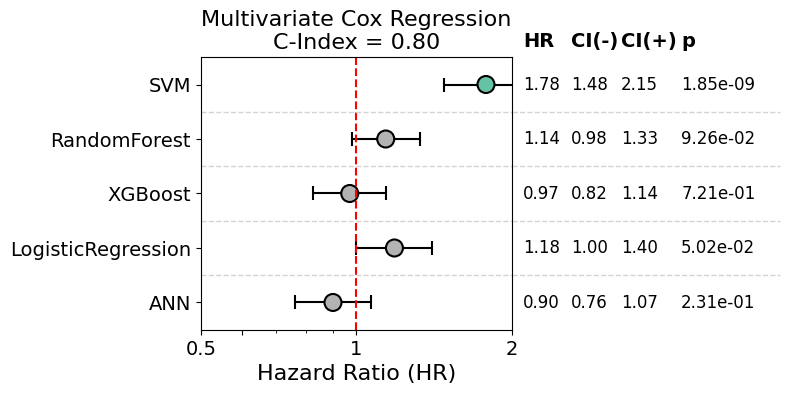 Multivariate Cox Regression
C-Index = 0.80
HR CI(-) CI(+) p
SVM 1.78 1.48 2.15 1.85e-09
RandomForest 1.14 0.98 1.33 9.26e-02
XGBoost 0.97 0.82 1.14 7.21e-01
LogisticRegression 1.18 1.00 1.40 5.02e-02
ANN 0.90 0.76 1.07 2.31e-01
0.5 1 2
Hazard Ratio (HR)